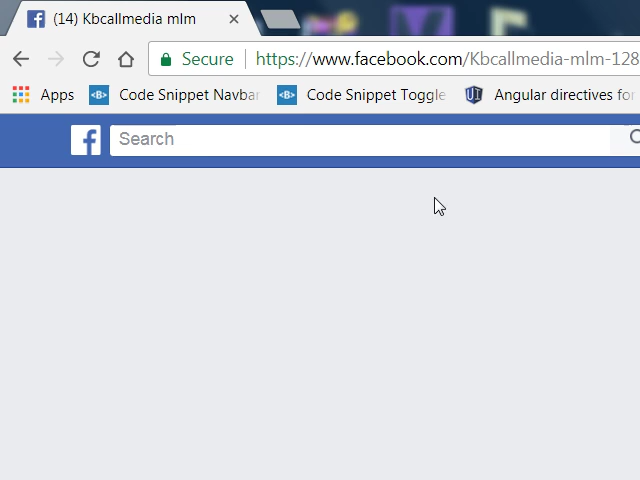 (14) Kbcallmedia mlm
Secure https://www.facebook.com/Kbcallmedia-mlm-128
Apps <B> Code Snippet Navbar <B> Code Snippet Toggle UI Angular directives for
f Search